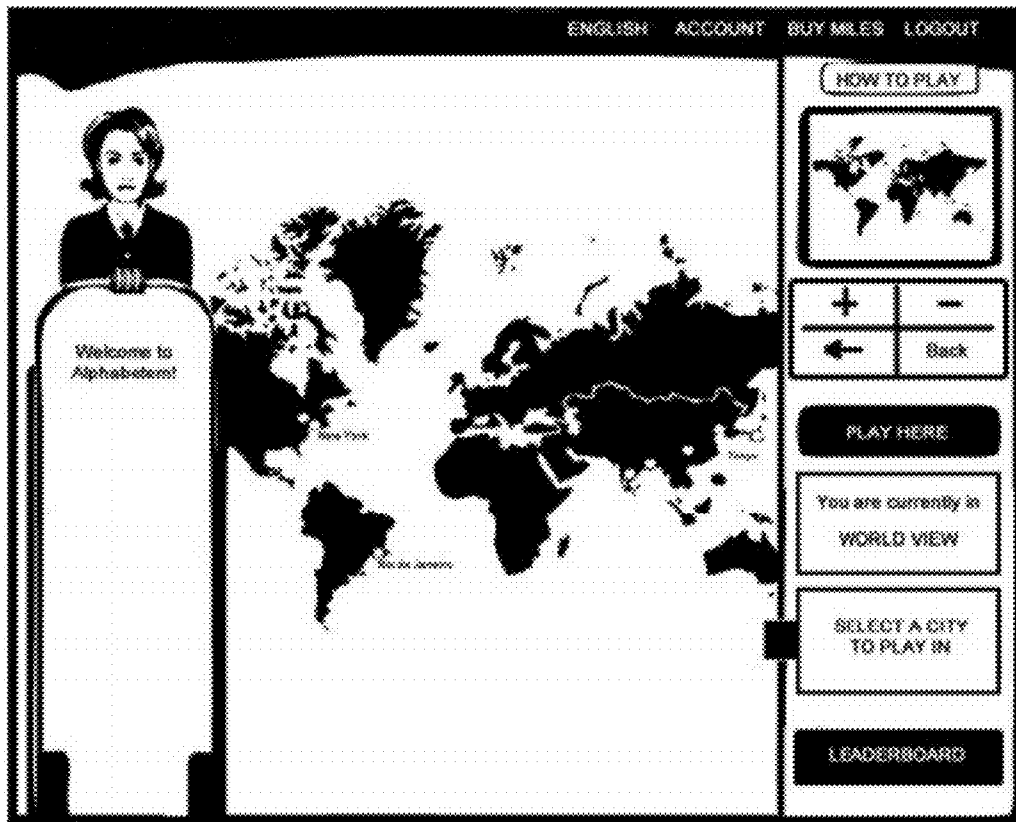 ENGLISH ACCOUNT BUY MILES LOGOUT
HOW TO PLAY
Welcome to
+ -
Back
PLAY HERE
New York
Tokyo
You are currently in
WORLD VIEW
Rio de Janeiro
SELECT A CITY
TO PLAY IN
LEADERBOARD